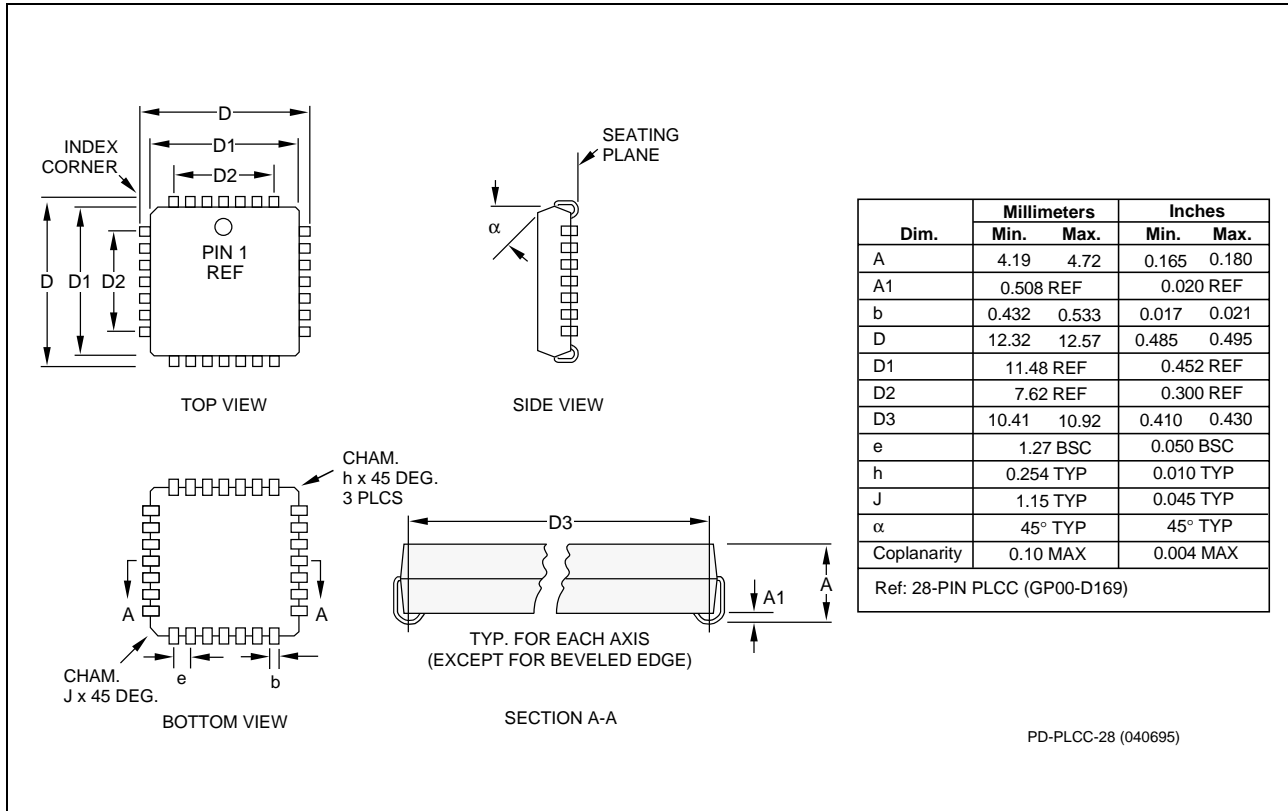 D
D1
D2
INDEX
CORNER
D
D1
D2
PIN 1
REF
TOP VIEW
SEATING
PLANE
α
SIDE VIEW
CHAM.
h x 45 DEG.
3 PLCS
A
A
CHAM.
J x 45 DEG.
e
b
BOTTOM VIEW
D3
A
A1
TYP. FOR EACH AXIS
(EXCEPT FOR BEVELED EDGE)
SECTION A-A
Millimeters Inches
Dim. Min. Max. Min. Max.
A 4.19 4.72 0.165 0.180
A1 0.508 REF 0.020 REF
b 0.432 0.533 0.017 0.021
D 12.32 12.57 0.485 0.495
D1 11.48 REF 0.452 REF
D2 7.62 REF 0.300 REF
D3 10.41 10.92 0.410 0.430
e 1.27 BSC 0.050 BSC
h 0.254 TYP 0.010 TYP
J 1.15 TYP 0.045 TYP
α 45° TYP 45° TYP
Coplanarity 0.10 MAX 0.004 MAX
Ref: 28-PIN PLCC (GP00-D169)
PD-PLCC-28 (040695)